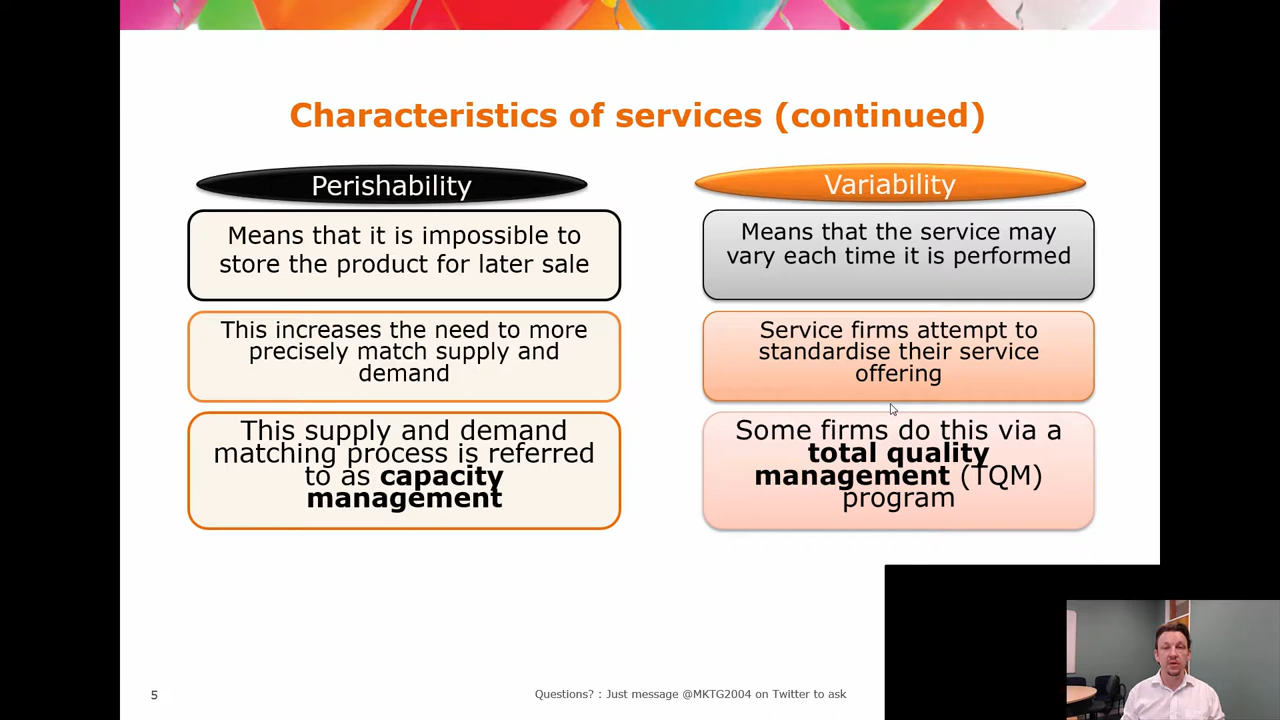 Characteristics of services (continued)
Perishability
Means that it is impossible to
store the product for later sale
This increases the need to more
precisely match supply and
demand
This supply and demand
matching process is referred
to as capacity
management
Variability
Means that the service may
vary each time it is performed
Service firms attempt to
standardise their service
offering
Some firms do this via a
total quality
management (TQM)
program
5
Questions? : Just message @MKTG2004 on Twitter to ask